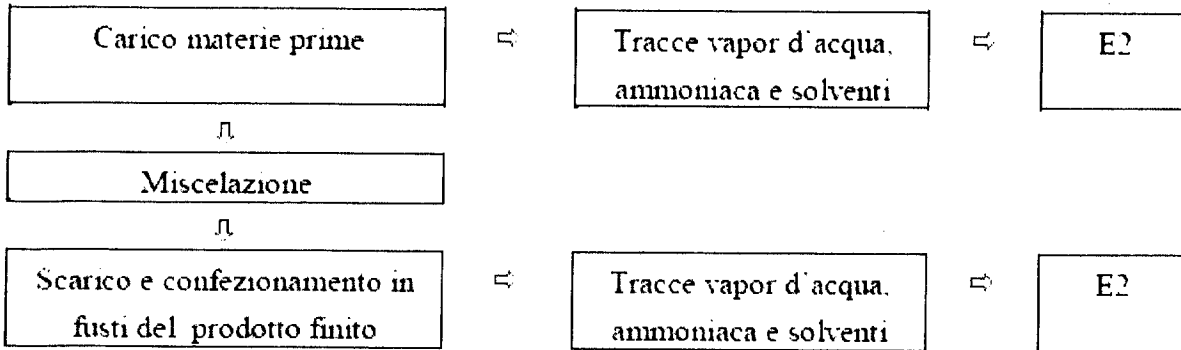 Carico materie prime
Tracce vapor d'acqua,
ammoniaca e solventi
E2
Miscelazione
Scarico e confezionamento in
fusti del prodotto finito
Tracce vapor d'acqua,
ammoniaca e solventi
E2